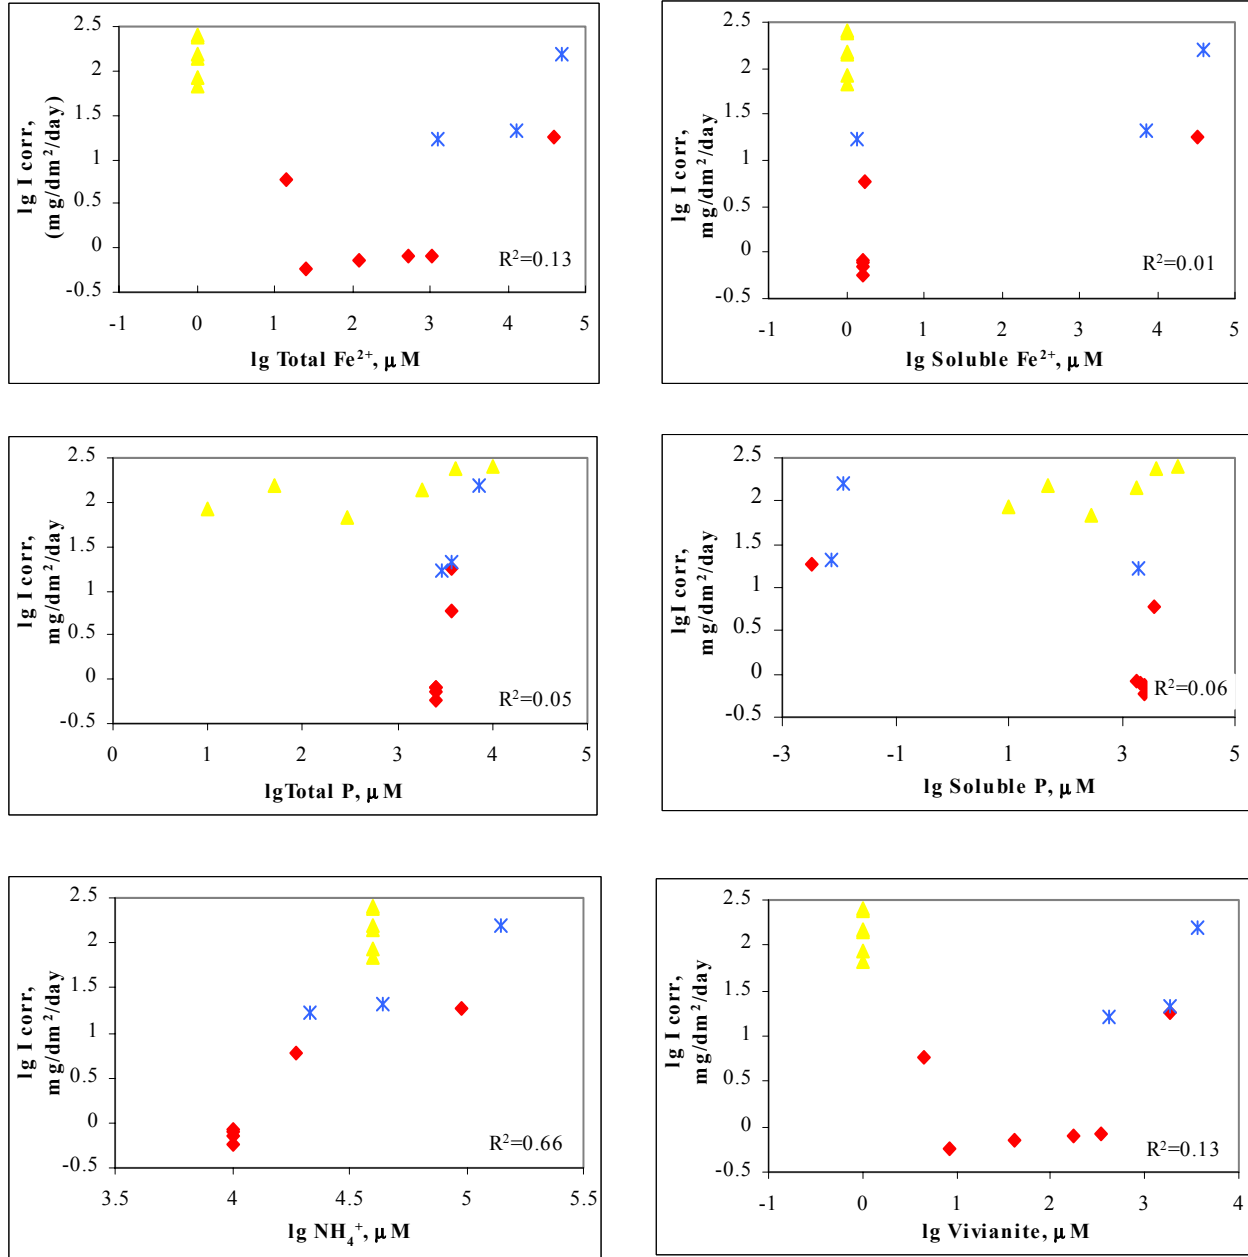 2.5
2
1.5
1
0.5
0
-0.5
-1 0 1 2 3 4 5
lg I corr,
(mg/dm²/day)
R²=0.13
lg Total Fe²⁺, μM
2.5
2
1.5
1
0.5
0
-0.5
-1 0 1 2 3 4 5
lg I corr,
mg/dm²/day
R²=0.01
lg Soluble Fe²⁺, μM
2.5
2
1.5
1
0.5
0
-0.5
0 1 2 3 4 5
lg I corr,
mg/dm²/day
R²=0.05
lgTotal P, μM
2.5
2
1.5
1
0.5
0
-0.5
-3 -1 1 3 5
lgI corr,
mg/dm²/day
R²=0.06
lg Soluble P, μM
2.5
2
1.5
1
0.5
0
-0.5
3.5 4 4.5 5 5.5
lg I corr,
mg/dm²/day
R²=0.66
lg NH₄⁺, μM
2.5
2
1.5
1
0.5
0
-0.5
-1 0 1 2 3 4
lg I corr,
mg/dm²/day
R²=0.13
lg Vivianite, μM